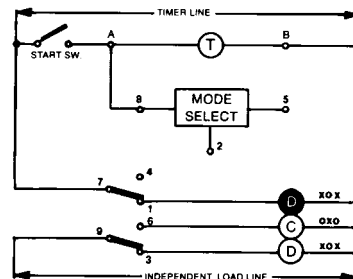 TIMER LINE
A
T
B
START SW.
8
MODE
SELECT
5
2
4
7
1
D
XOX
6
C
OXO
9
3
D
XOX
INDEPENDENT LOAD LINE